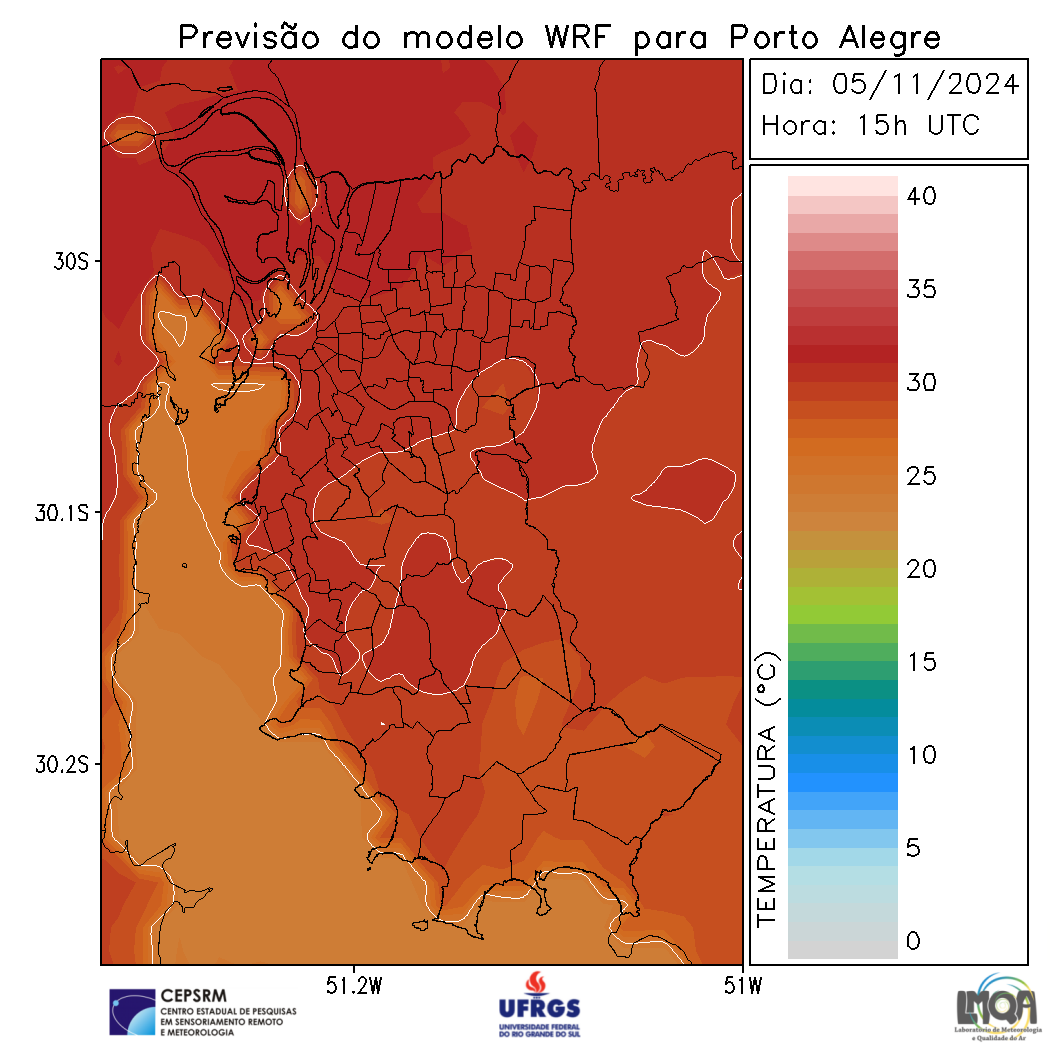 Previsão do modelo WRF para Porto Alegre
Dia: 05/11/2024
Hora: 15h UTC
40
35
30
25
20
15
10
5
0
TEMPERATURA (°C)
30S
30.1S
30.2S
51.2W
51W
CEPSRM
CENTRO ESTADUAL DE PESQUISAS
EM SENSORIAMENTO REMOTO
E METEOROLOGIA
UFRGS
UNIVERSIDADE FEDERAL
DO RIO GRANDE DO SUL
LMQA
Laboratório de Meteorologia
e Qualidade do Ar